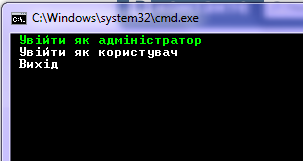 C:\Windows\system32\cmd.exe
Увійти як адміністратор
Увійти як користувач
Вихід